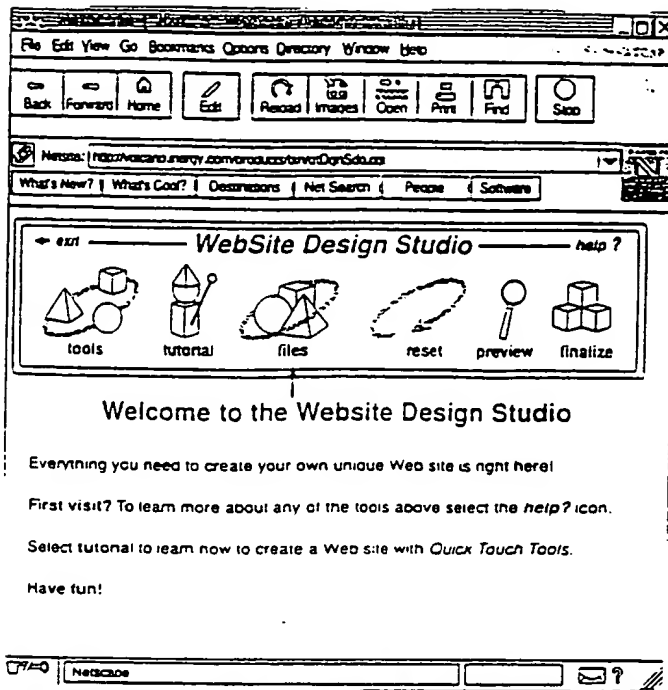 File Edit View Go Bookmarks Options Directory Window Help
Back Forward Home Edit Reload Images Open Print Find Stop
Netsite:
What's New? What's Cool? Destinations Net Search People Software
exit WebSite Design Studio help ?
tools tutorial files reset preview finalize
Welcome to the Website Design Studio
Everything you need to create your own unique Web site is right here!
First visit? To learn more about any of the tools above select the help? icon.
Select tutorial to learn how to create a Web site with Quick Touch Tools.
Have fun!
Netscape
?